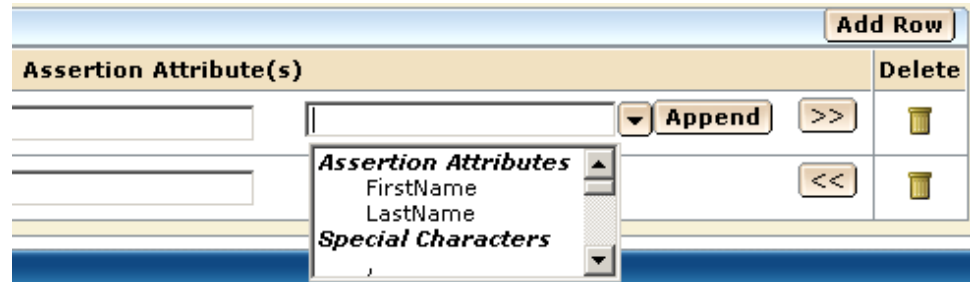 Add Row
Assertion Attribute(s) Delete
Append >>
Assertion Attributes
FirstName
<<
LastName
Special Characters
,